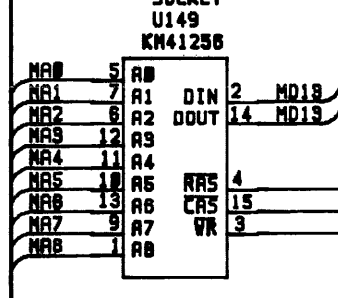 SOCKET
U149
KM41256
MA0 5 A0
MA1 7 A1 DIN 2
MA2 6 A2 DOUT 14
MA3 12 A3
MA4 11 A4
MA5 10 A5 RAS 4
MA6 13 A6 CAS 15
MA7 9 A7 WR 3
MA8 1 A8